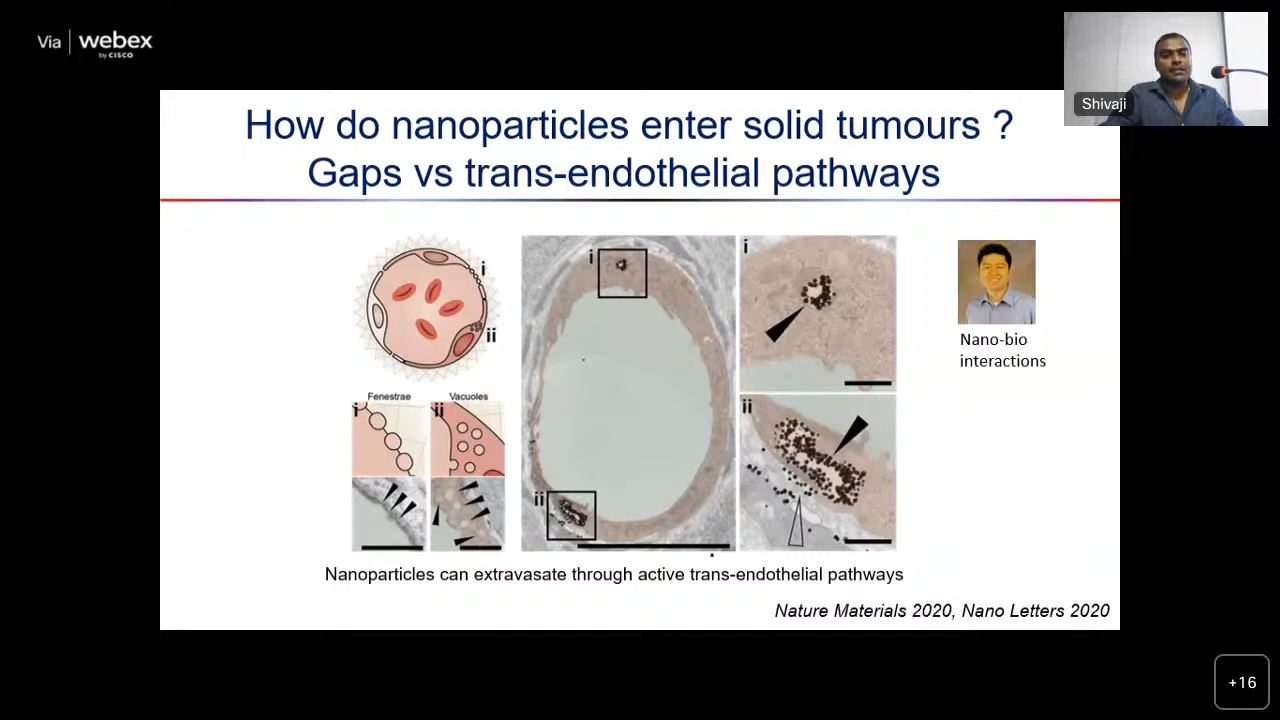 Via | webex
by CISCO
Shivaji
How do nanoparticles enter solid tumours ?
Gaps vs trans-endothelial pathways
i
ii
Fenestrae
Vacuoles
i
ii
i
ii
i
ii
Nano-bio
interactions
Nanoparticles can extravasate through active trans-endothelial pathways
Nature Materials 2020, Nano Letters 2020
+16